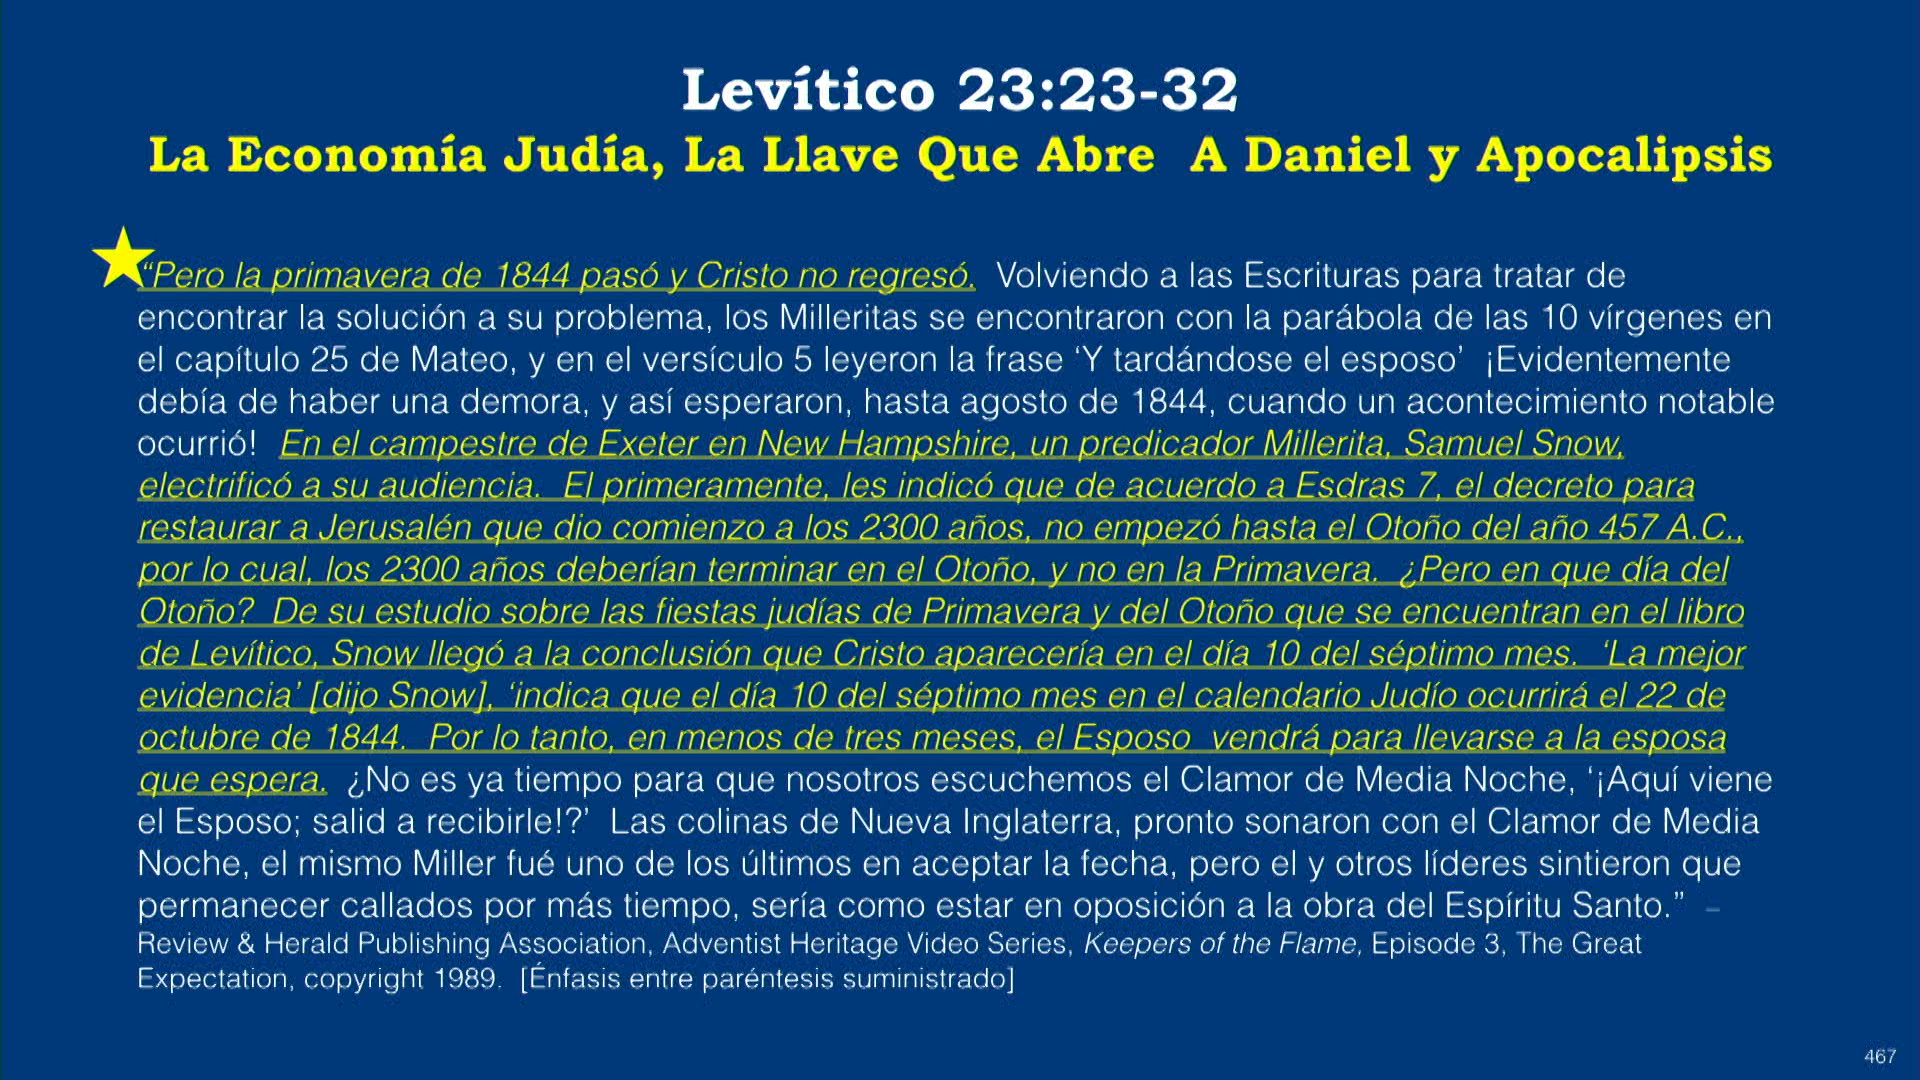 Levítico 23:23-32
La Economía Judía, La Llave Que Abre  A Daniel y Apocalipsis
“Pero la primavera de 1844 pasó y Cristo no regresó.  Volviendo a las Escrituras para tratar de
encontrar la solución a su problema, los Milleritas se encontraron con la parábola de las 10 vírgenes en
el capítulo 25 de Mateo, y en el versículo 5 leyeron la frase ‘Y tardándose el esposo’  ¡Evidentemente
debía de haber una demora, y así esperaron, hasta agosto de 1844, cuando un acontecimiento notable
ocurrió!  En el campestre de Exeter en New Hampshire, un predicador Millerita, Samuel Snow,
electrificó a su audiencia.  El primeramente, les indicó que de acuerdo a Esdras 7, el decreto para
restaurar a Jerusalén que dio comienzo a los 2300 años, no empezó hasta el Otoño del año 457 A.C.,
por lo cual, los 2300 años deberían terminar en el Otoño, y no en la Primavera.  ¿Pero en que día del
Otoño?  De su estudio sobre las fiestas judías de Primavera y del Otoño que se encuentran en el libro
de Levítico, Snow llegó a la conclusión que Cristo aparecería en el día 10 del séptimo mes.  ‘La mejor
evidencia’ [dijo Snow], ‘indica que el día 10 del séptimo mes en el calendario Judío ocurrirá el 22 de
octubre de 1844.  Por lo tanto, en menos de tres meses, el Esposo  vendrá para llevarse a la esposa
que espera.  ¿No es ya tiempo para que nosotros escuchemos el Clamor de Media Noche, ‘¡Aquí viene
el Esposo; salid a recibirle!?’  Las colinas de Nueva Inglaterra, pronto sonaron con el Clamor de Media
Noche, el mismo Miller fué uno de los últimos en aceptar la fecha, pero el y otros líderes sintieron que
permanecer callados por más tiempo, sería como estar en oposición a la obra del Espíritu Santo.”  –
Review & Herald Publishing Association, Adventist Heritage Video Series, Keepers of the Flame, Episode 3, The Great
Expectation, copyright 1989.  [Énfasis entre paréntesis suministrado]
467